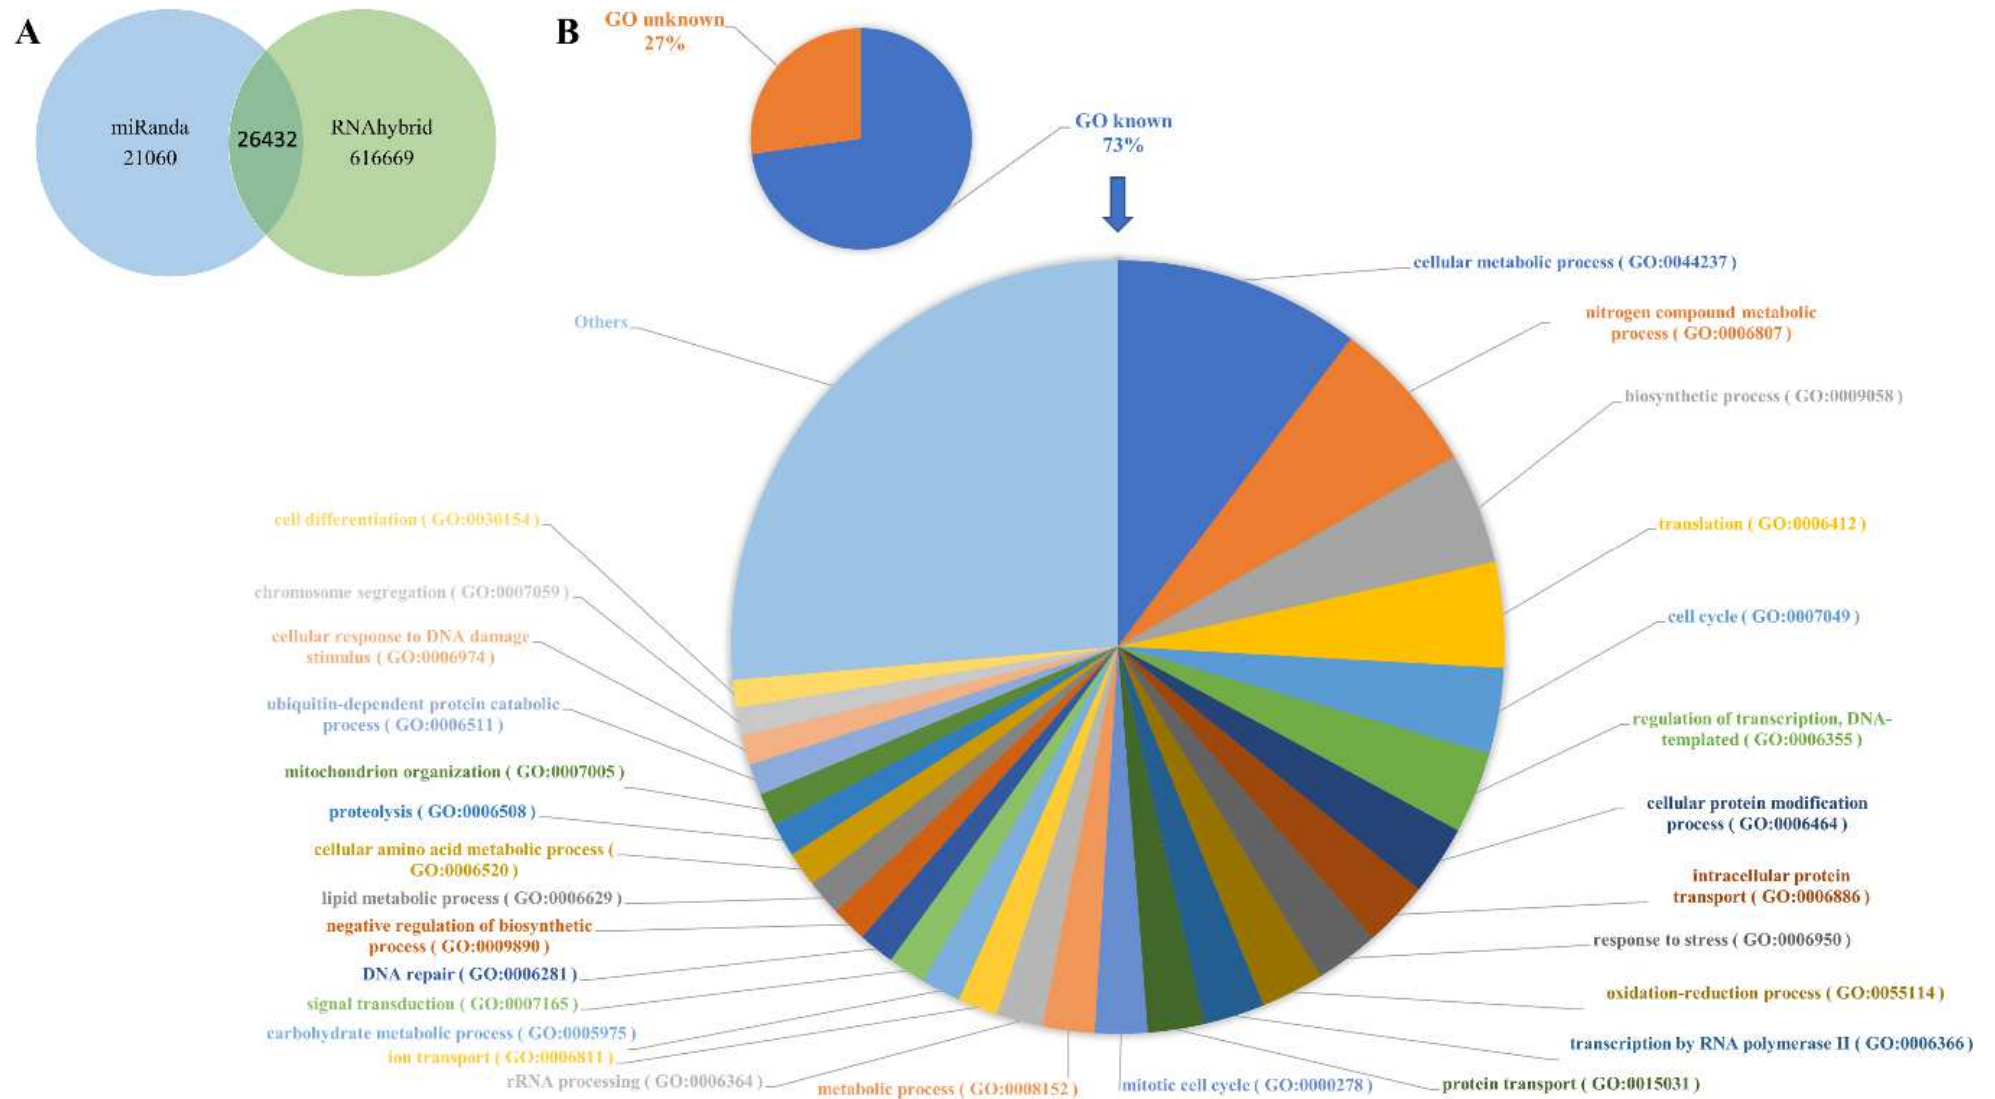 A
miRanda
21060
26432
RNAhybrid
616669
B
GO unknown
27%
GO known
73%
cellular metabolic process ( GO:0044237 )
nitrogen compound metabolic
process ( GO:0006807 )
biosynthetic process ( GO:0009058 )
translation ( GO:0006412 )
cell cycle ( GO:0007049 )
regulation of transcription, DNA-
templated ( GO:0006355 )
cellular protein modification
process ( GO:0006464 )
intracellular protein
transport ( GO:0006886 )
response to stress ( GO:0006950 )
oxidation-reduction process ( GO:0055114 )
transcription by RNA polymerase II ( GO:0006366 )
protein transport ( GO:0015031 )
mitotic cell cycle ( GO:0000278 )
metabolic process ( GO:0008152 )
rRNA processing ( GO:0006364 )
ion transport ( GO:0006811 )
carbohydrate metabolic process ( GO:0005975 )
signal transduction ( GO:0007165 )
DNA repair ( GO:0006281 )
negative regulation of biosynthetic
process ( GO:0009890 )
lipid metabolic process ( GO:0006629 )
cellular amino acid metabolic process (
GO:0006520 )
proteolysis ( GO:0006508 )
mitochondrion organization ( GO:0007005 )
ubiquitin-dependent protein catabolic
process ( GO:0006511 )
cellular response to DNA damage
stimulus ( GO:0006974 )
chromosome segregation ( GO:0007059 )
cell differentiation ( GO:0030154 )
Others